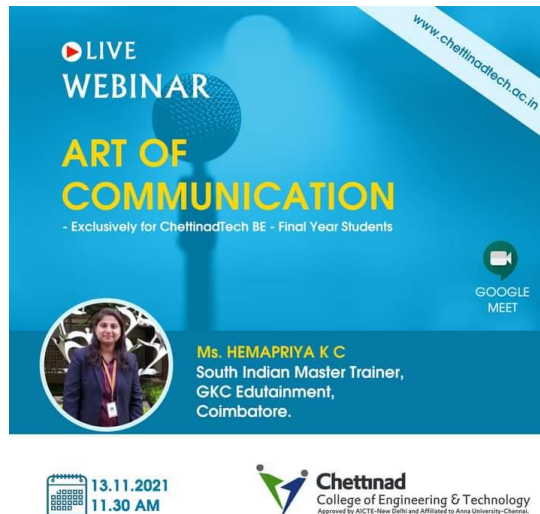 www.chettinadtech.ac.in
LIVE
WEBINAR
ART OF
COMMUNICATION
- Exclusively for ChettinadTech BE - Final Year Students
GOOGLE
MEET
Ms. HEMAPRIYA K C
South Indian Master Trainer,
GKC Edutainment,
Coimbatore.
13.11.2021
11.30 AM
Chettinad
College of Engineering & Technology
Approved by AICTE-New Delhi and Affiliated to Anna University-Chennai.